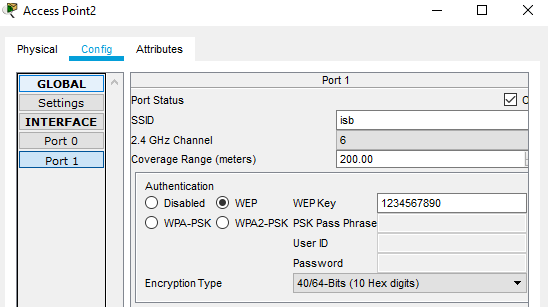 Access Point2
Physical Config Attributes
GLOBAL
Settings
INTERFACE
Port 0
Port 1
Port 1
Port Status
SSID isb
2.4 GHz Channel 6
Coverage Range (meters) 200.00
Authentication
Disabled WEP WEP Key 1234567890
WPA-PSK WPA2-PSK PSK Pass Phrase
User ID
Password
Encryption Type 40/64-Bits (10 Hex digits)